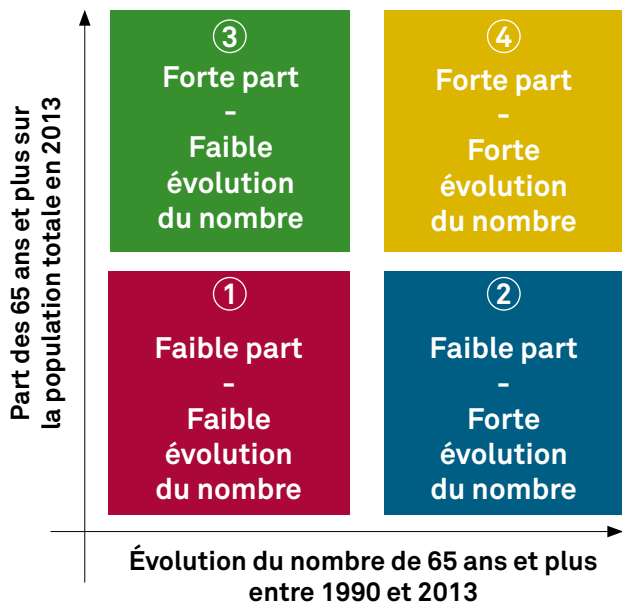 Part des 65 ans et plus sur
la population totale en 2013
③
Forte part
-
Faible
évolution
du nombre
④
Forte part
-
Forte
évolution
du nombre
①
Faible part
-
Faible
évolution
du nombre
②
Faible part
-
Forte
évolution
du nombre
Évolution du nombre de 65 ans et plus
entre 1990 et 2013